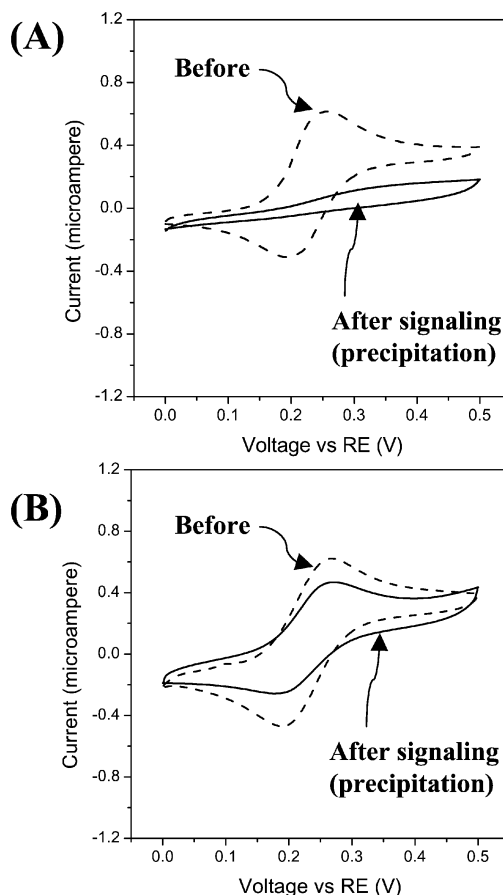 (A)
1.2
0.8
0.4
0.0
-0.4
-0.8
-1.2
Current (microampere)
Before
After signaling
(precipitation)
0.0 0.1 0.2 0.3 0.4 0.5
Voltage vs RE (V)
(B)
1.2
0.8
0.4
0.0
-0.4
-0.8
-1.2
Current (microampere)
Before
After signaling
(precipitation)
0.0 0.1 0.2 0.3 0.4 0.5
Voltage vs RE (V)